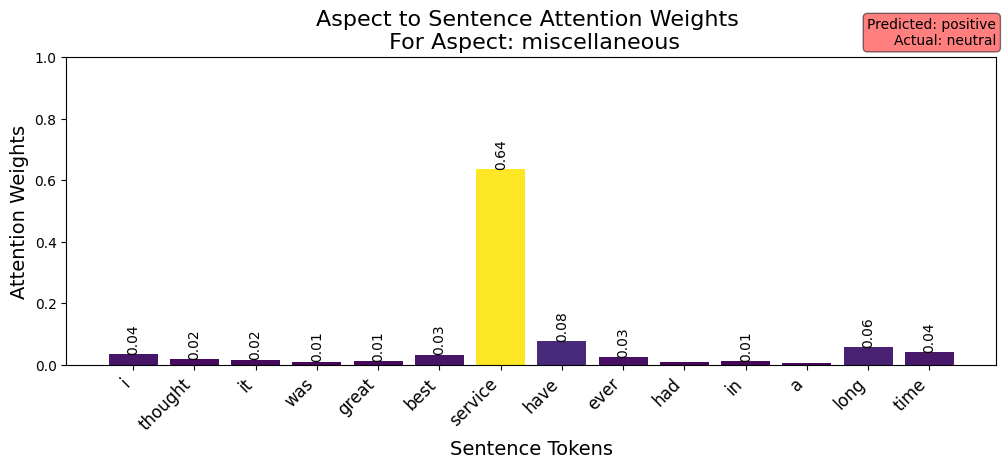 Aspect to Sentence Attention Weights
For Aspect: miscellaneous
Predicted: positive
Actual: neutral
Attention Weights
1.0
0.8
0.6
0.4
0.2
0.0
0.04
0.02
0.02
0.01
0.01
0.03
0.64
0.08
0.03
0.01
0.06
0.04
i
thought
it
was
great
best
service
have
ever
had
in
a
long
time
Sentence Tokens